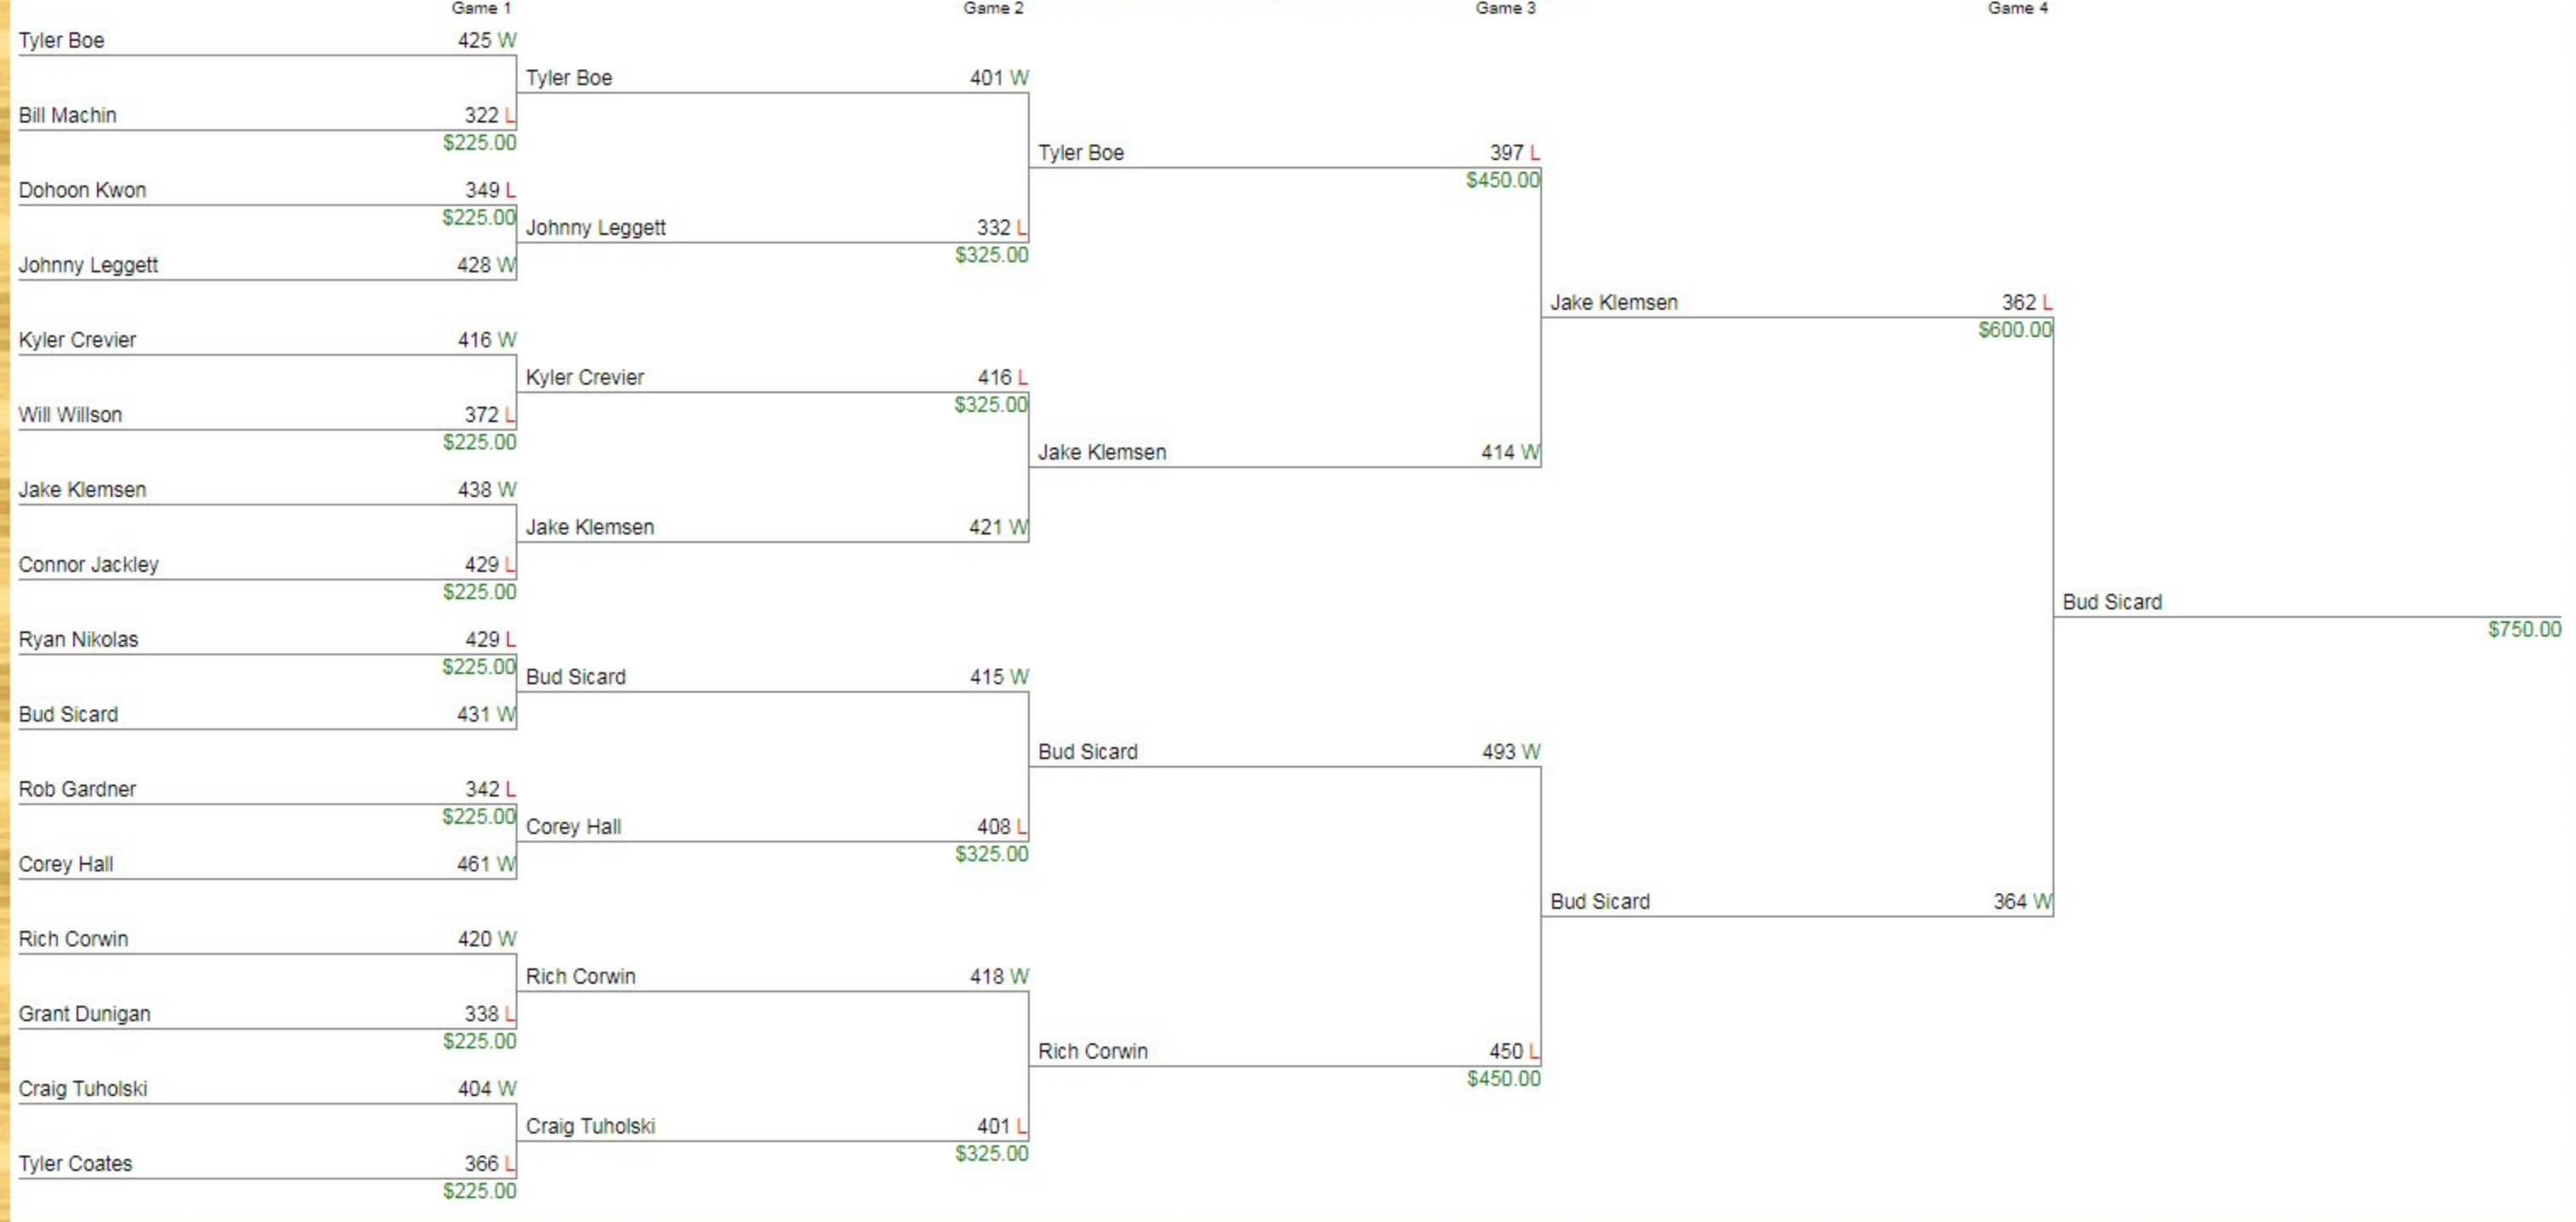 Game 1 Game 2 Game 3 Game 4
Tyler Boe 425 W
Tyler Boe 401 W
Bill Machin 322 L
$225.00
Tyler Boe 397 L
$450.00
Dohoon Kwon 349 L
$225.00
Johnny Leggett 332 L
$325.00
Johnny Leggett 428 W
Jake Klemsen 362 L
$600.00
Kyler Crevier 416 W
Kyler Crevier 416 L
$325.00
Will Willson 372 L
$225.00
Jake Klemsen 414 W
Jake Klemsen 438 W
Jake Klemsen 421 W
Connor Jackley 429 L
$225.00
Bud Sicard
$750.00
Ryan Nikolas 429 L
$225.00
Bud Sicard 415 W
Bud Sicard 431 W
Bud Sicard 493 W
Rob Gardner 342 L
$225.00
Corey Hall 408 L
$325.00
Corey Hall 461 W
Bud Sicard 364 W
Rich Corwin 420 W
Rich Corwin 418 W
Grant Dunigan 338 L
$225.00
Rich Corwin 450 L
$450.00
Craig Tuholski 404 W
Craig Tuholski 401 L
$325.00
Tyler Coates 366 L
$225.00